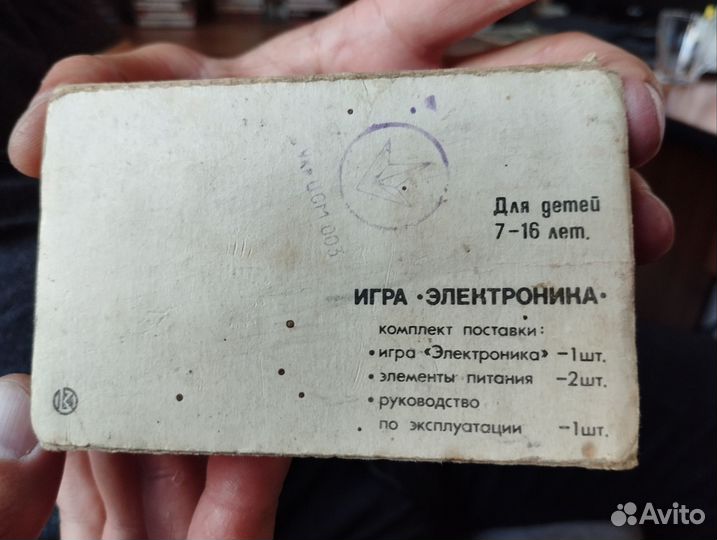 Для детей
7-16 лет.
ИГРА • ЭЛЕКТРОНИКА •
комплект поставки:
• игра «Электроника» -1шт.
• элементы питания -2шт.
• руководство
по эксплуатации -1шт.
Avito